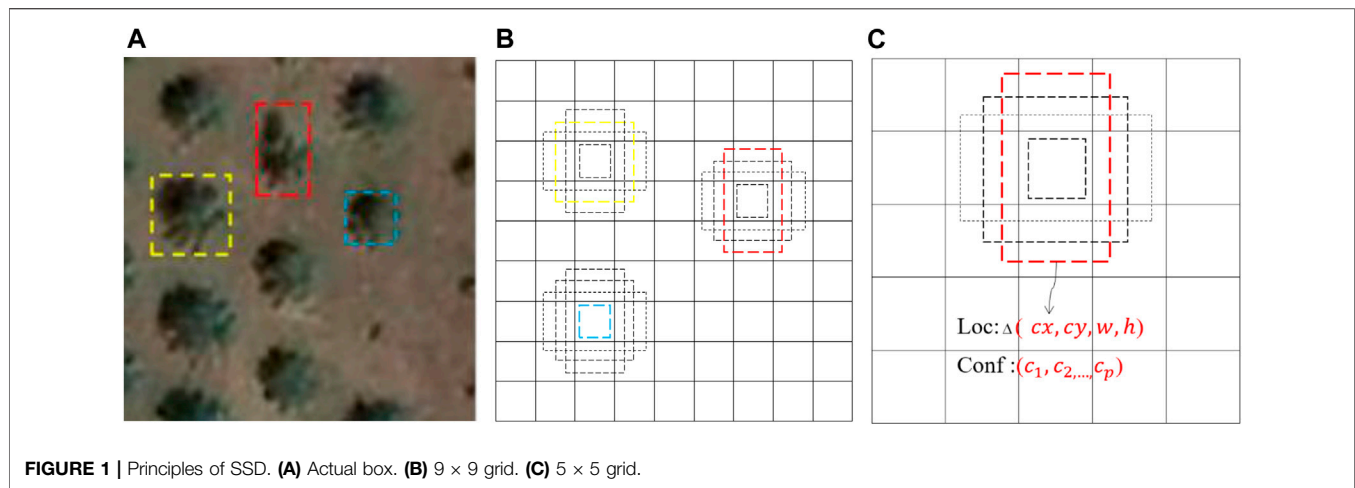 A
B
C
Loc: Δ( cx, cy, w, h)
Conf :(c₁, c₂,...,cₚ)
FIGURE 1 | Principles of SSD. (A) Actual box. (B) 9 × 9 grid. (C) 5 × 5 grid.